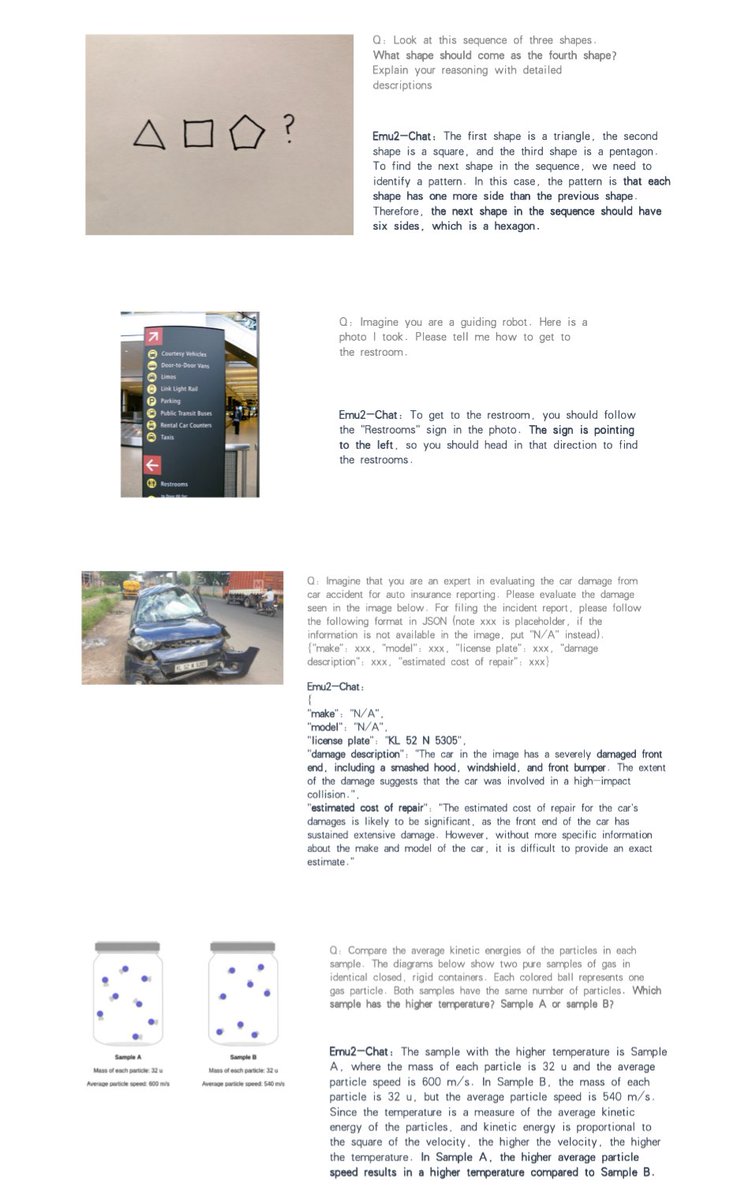 ?
Q: Look at this sequence of three shapes.
What shape should come as the fourth shape?
Explain your reasoning with detailed
descriptions
Emu2-Chat: The first shape is a triangle, the second
shape is a square, and the third shape is a pentagon.
To find the next shape in the sequence, we need to
identify a pattern. In this case, the pattern is that each
shape has one more side than the previous shape.
Therefore, the next shape in the sequence should have
six sides, which is a hexagon.
Courtesy Vehicles
Door-to-Door Vans
Limos
Link Light Rail
P Parking
Public Transit Buses
Rental Car Counters
Taxis
Restrooms
Q: Imagine you are a guiding robot. Here is a
photo I took. Please tell me how to get to
the restroom.
Emu2-Chat: To get to the restroom, you should follow
the "Restrooms" sign in the photo. The sign is pointing
to the left, so you should head in that direction to find
the restrooms.
Q: Imagine that you are an expert in evaluating the car damage from
car accident for auto insurance reporting. Please evaluate the damage
seen in the image below. For filing the incident report, please follow
the following format in JSON (note xxx is placeholder, if the
information is not available in the image, put "N/A" instead).
{"make": xxx, "model": xxx, "license plate": xxx, "damage
description": xxx, "estimated cost of repair": xxx}
Emu2-Chat:
{
"make": "N/A",
"model": "N/A",
"license plate": "KL 52 N 5305",
"damage description": "The car in the image has a severely damaged front
end, including a smashed hood, windshield, and front bumper. The extent
of the damage suggests that the car was involved in a high-impact
collision.",
"estimated cost of repair": "The estimated cost of repair for the car's
damages is likely to be significant, as the front end of the car has
sustained extensive damage. However, without more specific information
about the make and model of the car, it is difficult to provide an exact
estimate."
Sample A
Mass of each particle: 32 u
Average particle speed: 600 m/s
Sample B
Mass of each particle: 32 u
Average particle speed: 540 m/s
Q: Compare the average kinetic energies of the particles in each
sample. The diagrams below show two pure samples of gas in
identical closed, rigid containers. Each colored ball represents one
gas particle. Both samples have the same number of particles. Which
sample has the higher temperature? Sample A or sample B?
Emu2-Chat: The sample with the higher temperature is Sample
A, where the mass of each particle is 32 u and the average
particle speed is 600 m/s. In Sample B, the mass of each
particle is 32 u, but the average particle speed is 540 m/s.
Since the temperature is a measure of the average kinetic
energy of the particles, and kinetic energy is proportional to
the square of the velocity, the higher the velocity, the higher
the temperature. In Sample A, the higher average particle
speed results in a higher temperature compared to Sample B.